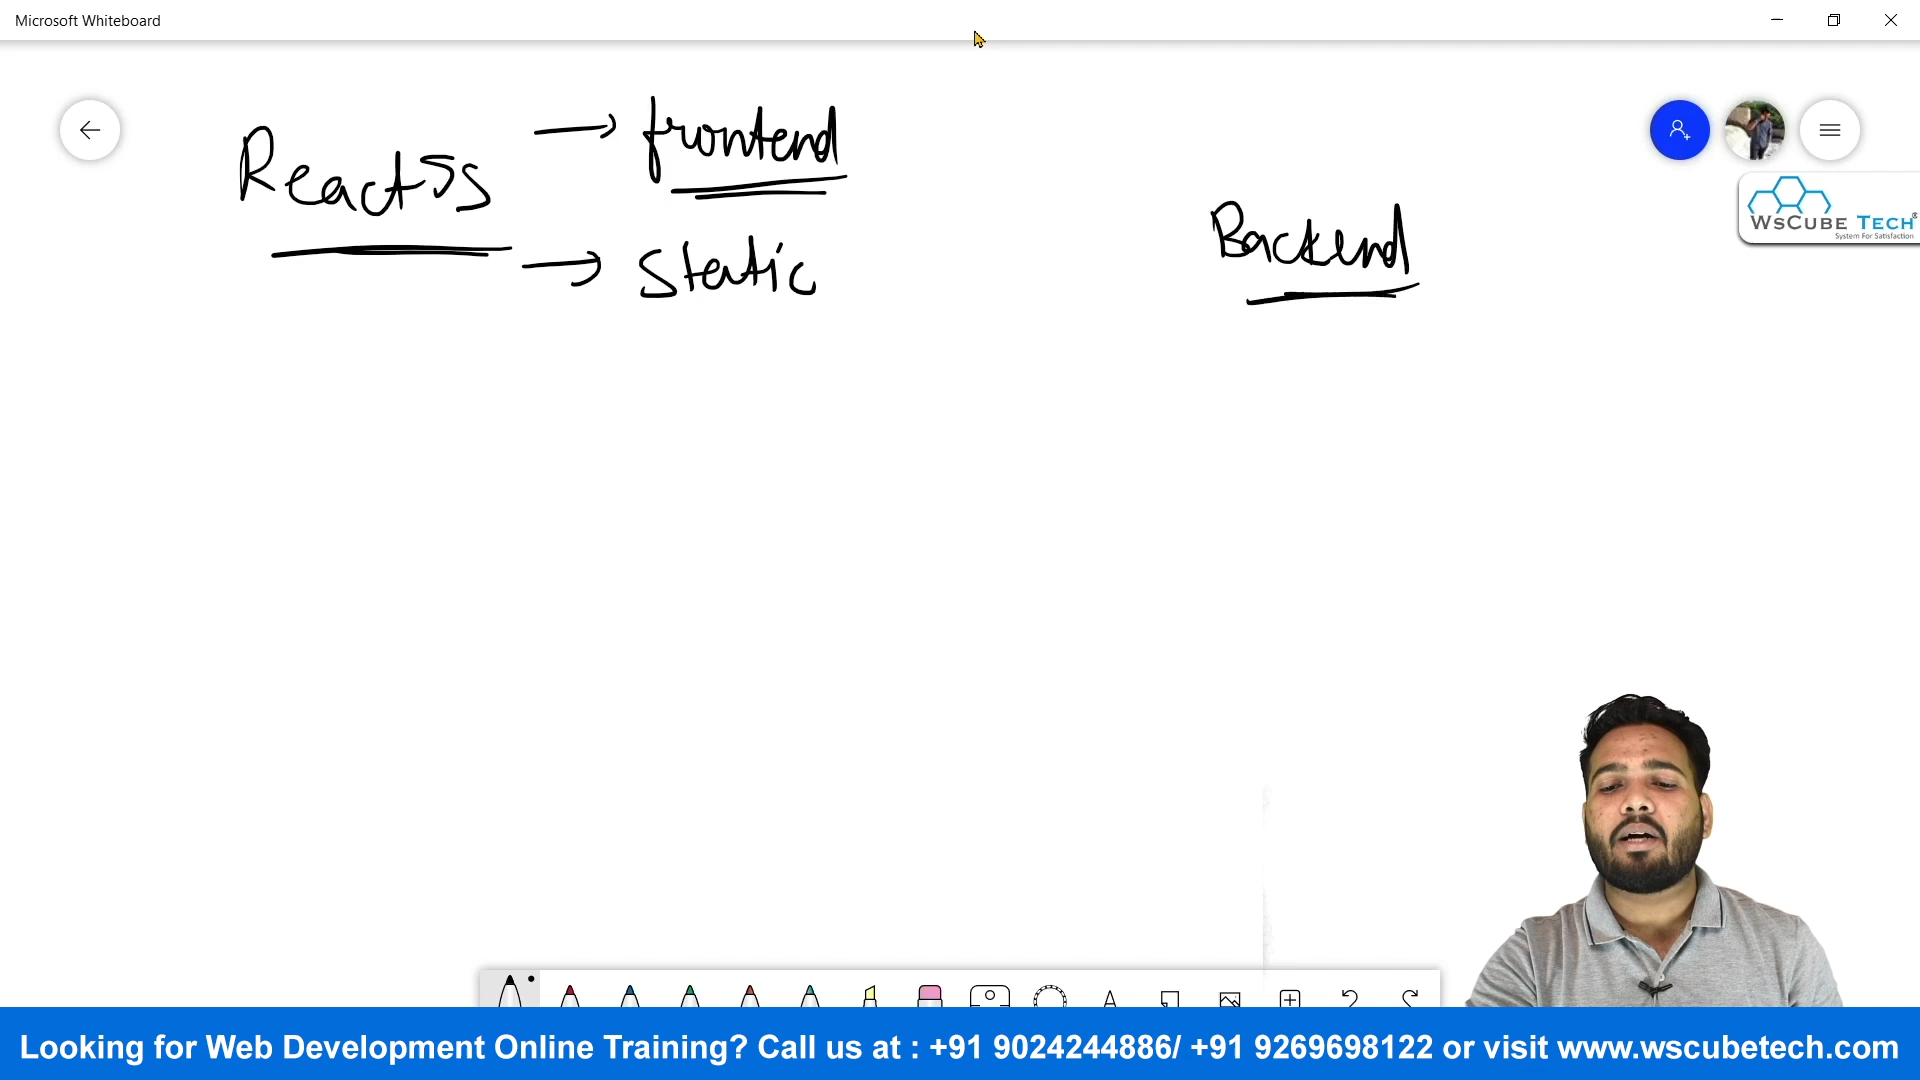 Microsoft Whiteboard
ReactJs
→ frontend
→ static
Backend
WsCube Tech®
System For Satisfaction
Looking for Web Development Online Training? Call us at : +91 9024244886/ +91 9269698122 or visit www.wscubetech.com